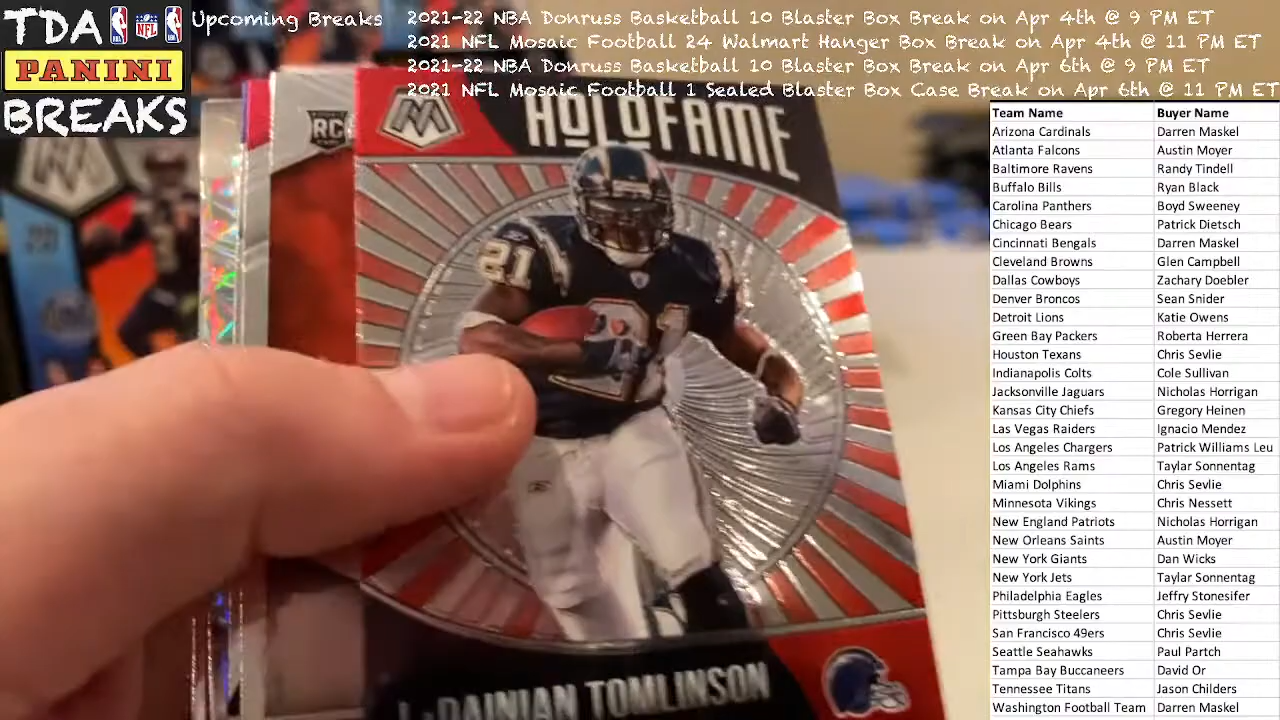 TDA
PANINI
BREAKS
Upcoming Breaks
2021-22 NBA Donruss Basketball 10 Blaster Box Break on Apr 4th @ 9 PM ET
2021 NFL Mosaic Football 24 Walmart Hanger Box Break on Apr 4th @ 11 PM ET
2021-22 NBA Donruss Basketball 10 Blaster Box Break on Apr 6th @ 9 PM ET
2021 NFL Mosaic Football 1 Sealed Blaster Box Case Break on Apr 6th @ 11 PM ET
RC
M
HOLOFAME
21
21
DAINIAN TOMLINSON
Team Name Buyer Name
Arizona Cardinals Darren Maskel
Atlanta Falcons Austin Moyer
Baltimore Ravens Randy Tindell
Buffalo Bills Ryan Black
Carolina Panthers Boyd Sweeney
Chicago Bears Patrick Dietsch
Cincinnati Bengals Darren Maskel
Cleveland Browns Glen Campbell
Dallas Cowboys Zachary Doebler
Denver Broncos Sean Snider
Detroit Lions Katie Owens
Green Bay Packers Roberta Herrera
Houston Texans Chris Sevlie
Indianapolis Colts Cole Sullivan
Jacksonville Jaguars Nicholas Horrigan
Kansas City Chiefs Gregory Heinen
Las Vegas Raiders Ignacio Mendez
Los Angeles Chargers Patrick Williams Leu
Los Angeles Rams Taylar Sonnentag
Miami Dolphins Chris Sevlie
Minnesota Vikings Chris Nessett
New England Patriots Nicholas Horrigan
New Orleans Saints Austin Moyer
New York Giants Dan Wicks
New York Jets Taylar Sonnentag
Philadelphia Eagles Jeffry Stonesifer
Pittsburgh Steelers Chris Sevlie
San Francisco 49ers Chris Sevlie
Seattle Seahawks Paul Partch
Tampa Bay Buccaneers David Or
Tennessee Titans Jason Childers
Washington Football Team Darren Maskel